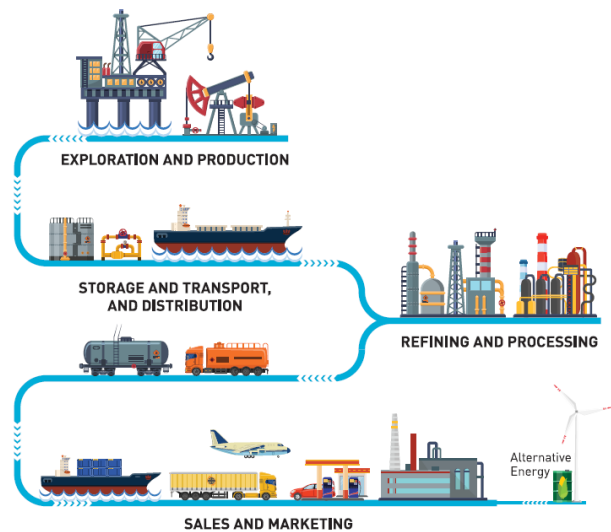 EXPLORATION AND PRODUCTION
STORAGE AND TRANSPORT,
AND DISTRIBUTION
REFINING AND PROCESSING
Alternative
Energy
SALES AND MARKETING